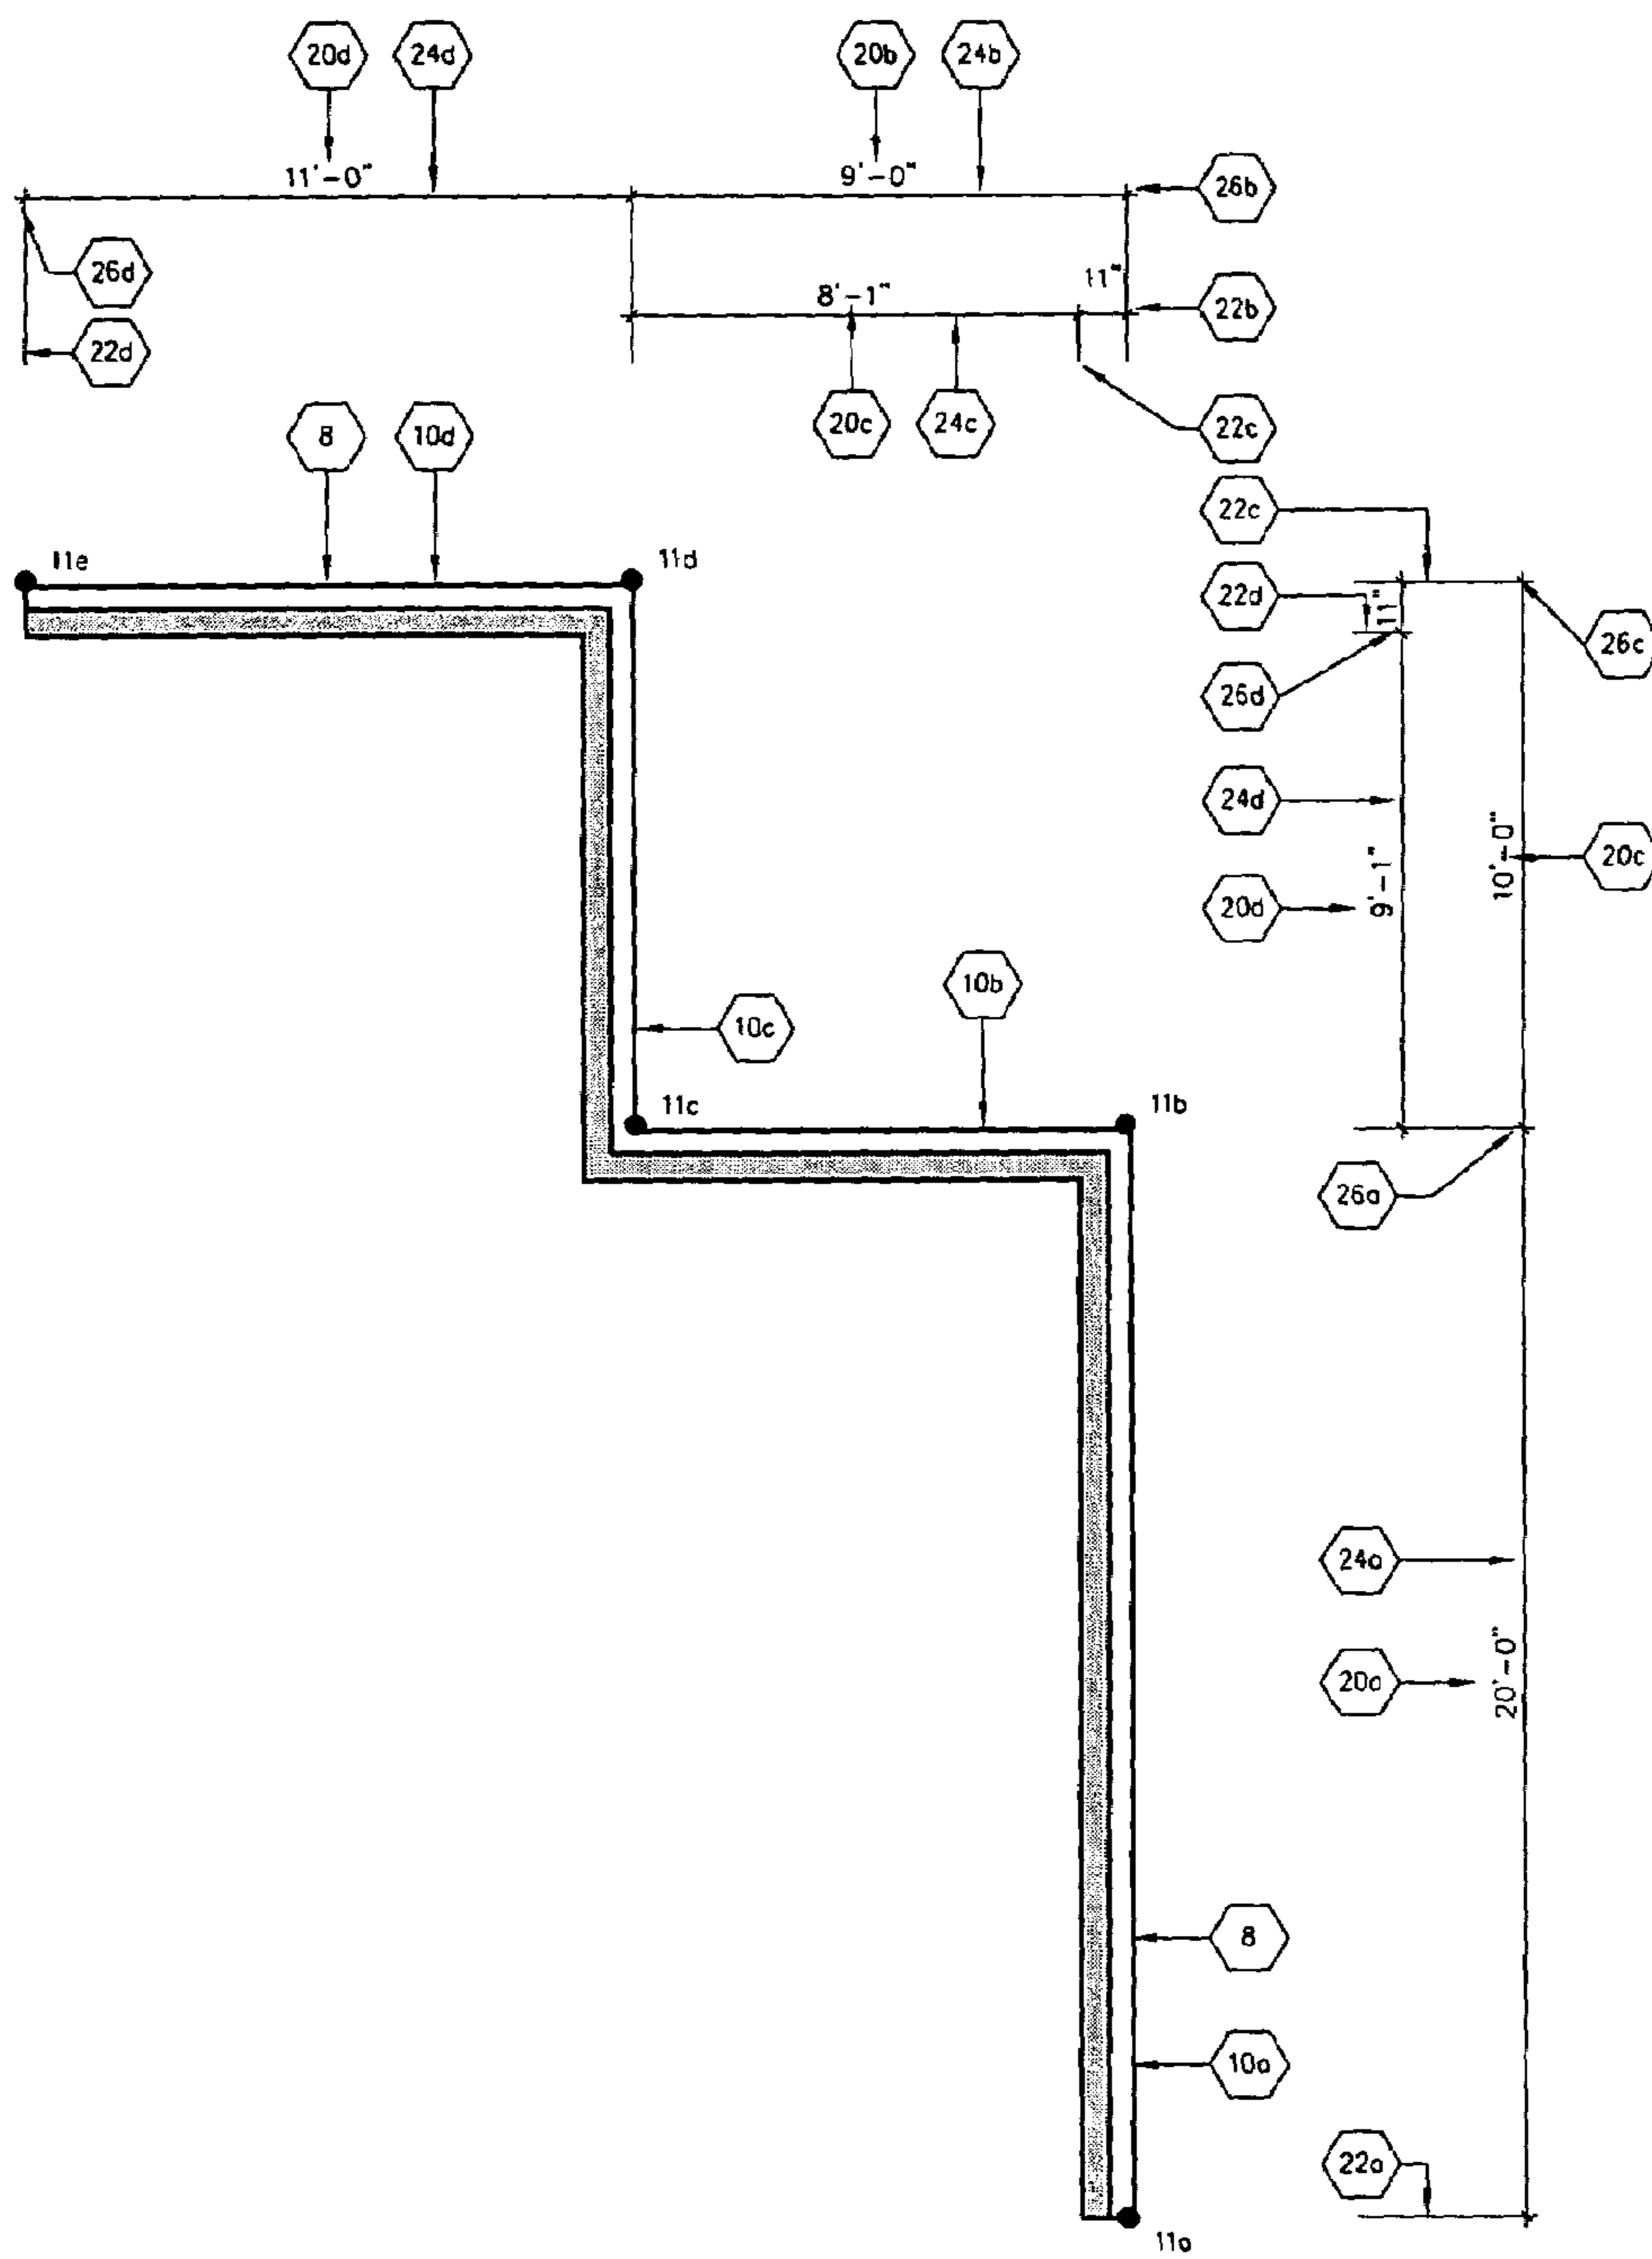 20d 24d 20b 24b
11'-0" 9'-0" 26b
26d 11"
8'-1" 22b
22d
8 10d 20c 24c 22c
22c
11e 11d
22d 11" 26c
26d
24d
9'-1" 10'-0" 20c
20d
10b
10c
11c 11b
26a
24a
20a 20'-0"
8
10a
22a
11a